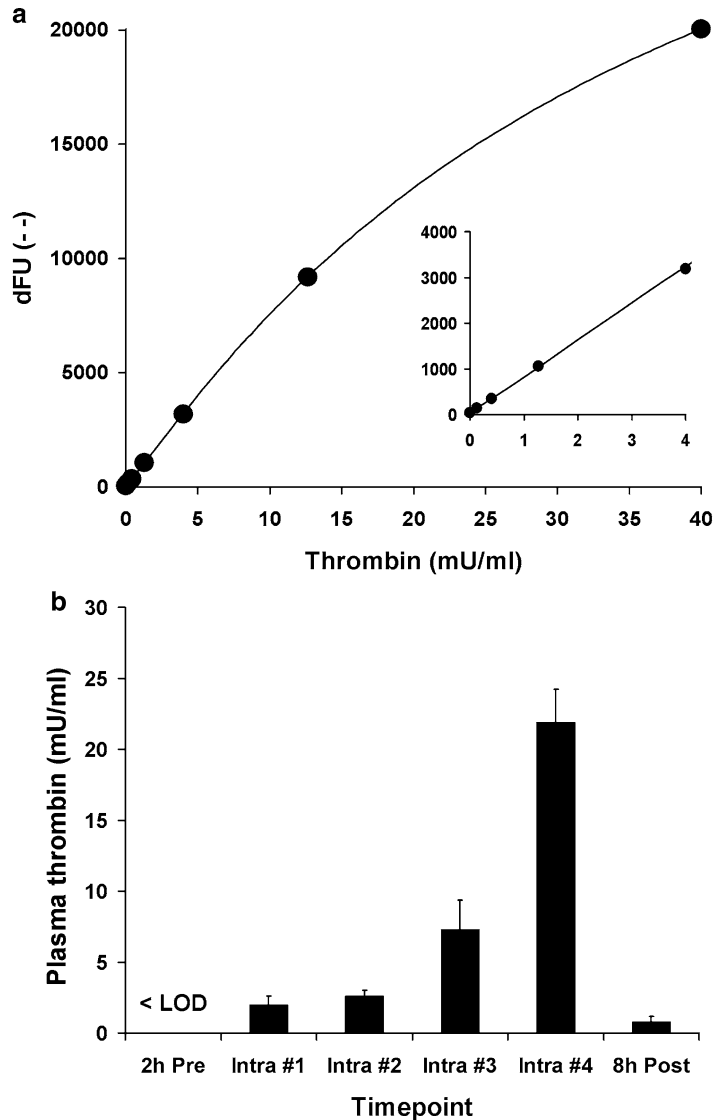 a
20000
15000
10000
5000
0
dFU (- -)
0 5 10 15 20 25 30 35 40
Thrombin (mU/ml)
4000
3000
2000
1000
0
0 1 2 3 4
b
30
25
20
15
10
5
0
Plasma thrombin (mU/ml)
< LOD
2h Pre Intra #1 Intra #2 Intra #3 Intra #4 8h Post
Timepoint